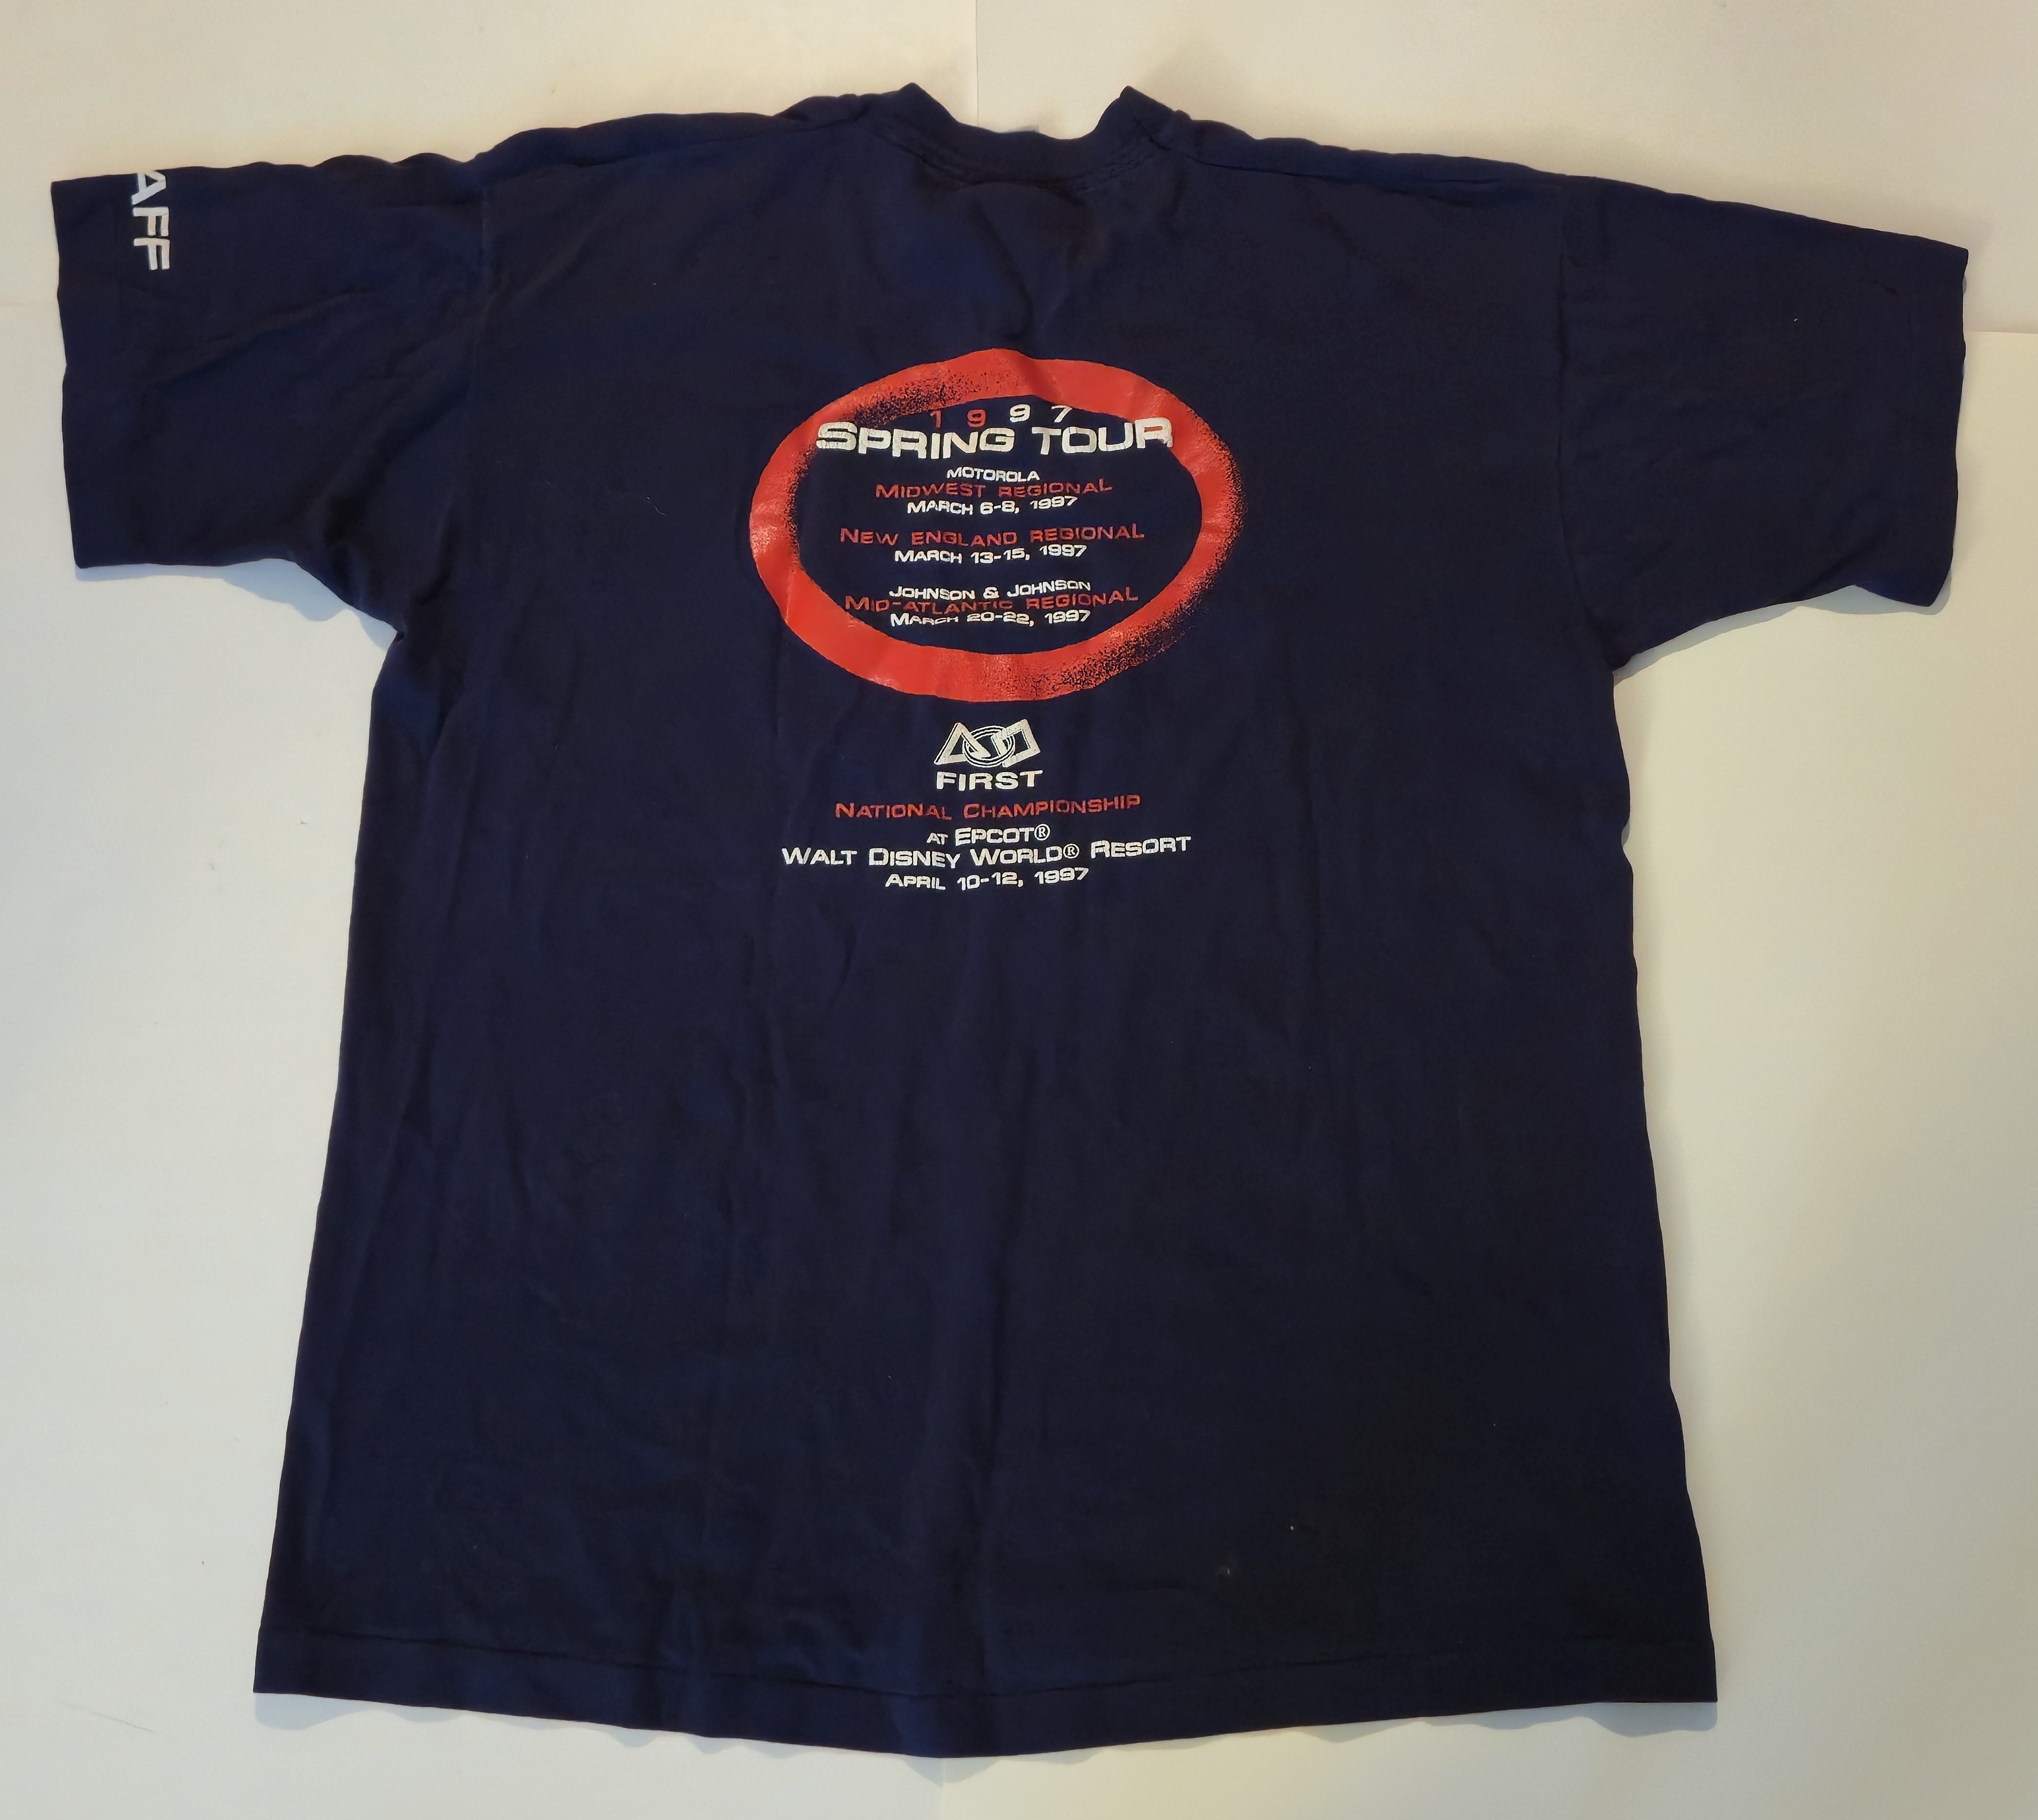 AFF
1997
SPRING TOUR
MOTOROLA
MIDWEST REGIONAL
MARCH 6-8, 1997
NEW ENGLAND REGIONAL
MARCH 13-15, 1997
JOHNSON & JOHNSON
MID-ATLANTIC REGIONAL
MARCH 20-22, 1997
FIRST
NATIONAL CHAMPIONSHIP
AT EPCOT®
WALT DISNEY WORLD® RESORT
APRIL 10-12, 1997